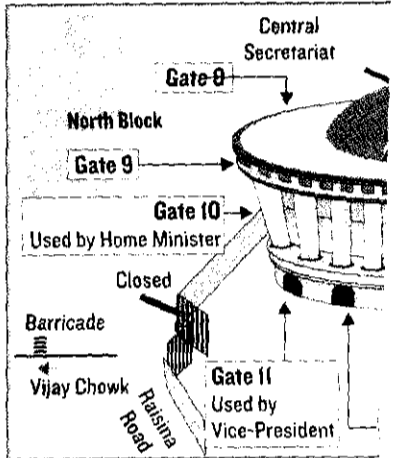 Central
Secretariat
Gate 8
North Block
Gate 9
Gate 10
Used by Home Minister
Closed
Barricade
Vijay Chowk
Raisina
Road
Gate 11
Used by
Vice-President